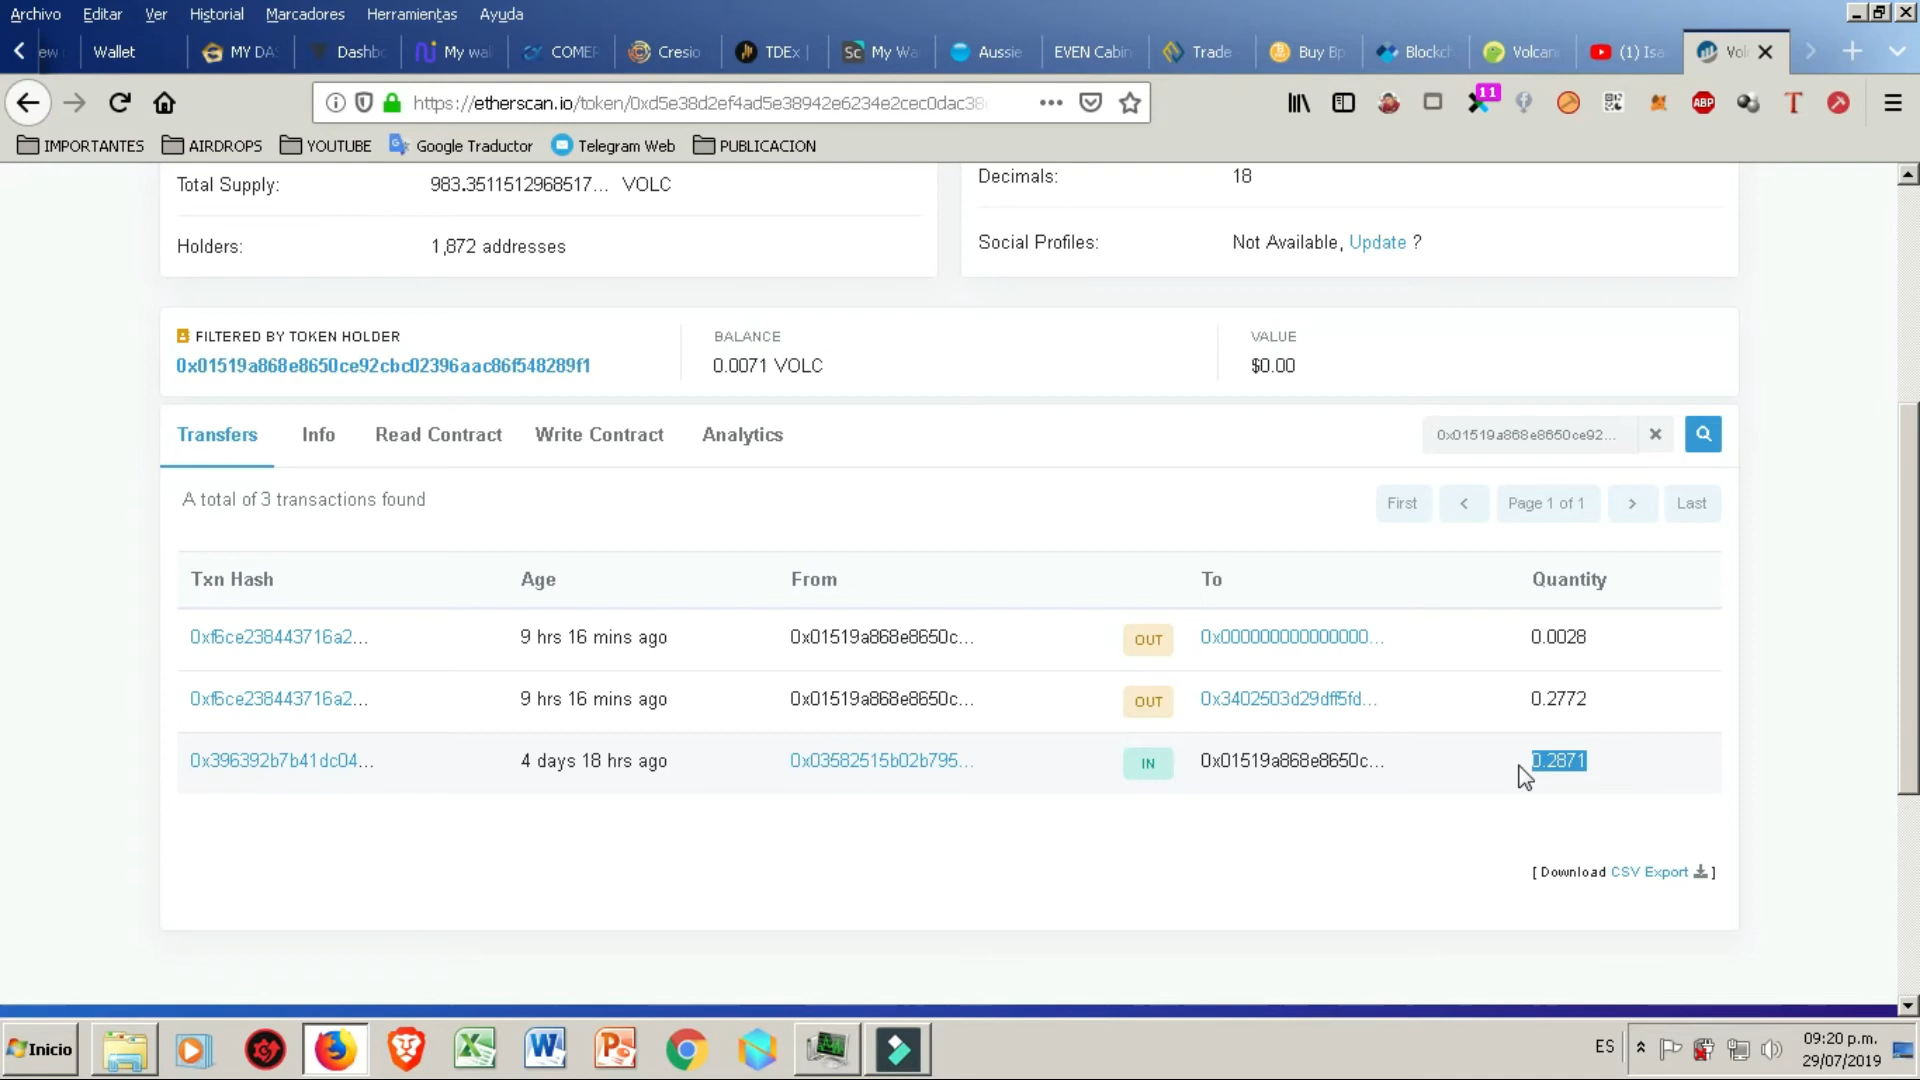 Archivo Editar Ver Historial Marcadores Herramientas Ayuda
ew Wallet MY DA Dashb My wal COMER Cresio TDEx | Sc My Wa Aussie EVEN Cabin Trade Buy Bp Blockch Volcan (1) Isa Vol
https://etherscan.io/token/0xd5e38d2ef4ad5e38942e6234e2cec0dac38 11 ABP T
IMPORTANTES AIRDROPS YOUTUBE Google Traductor Telegram Web PUBLICACION
Total Supply: 983.3511512968517... VOLC
Decimals: 18
Holders: 1,872 addresses
Social Profiles: Not Available, Update ?
FILTERED BY TOKEN HOLDER BALANCE VALUE
0x01519a868e8650ce92cbc02396aac86f548289f1 0.0071 VOLC $0.00
Transfers Info Read Contract Write Contract Analytics 0x01519a868e8650ce92...
A total of 3 transactions found First < Page 1 of 1 > Last
Txn Hash Age From To Quantity
0xf6ce238443716a2... 9 hrs 16 mins ago 0x01519a868e8650c... OUT 0x000000000000000... 0.0028
0xf6ce238443716a2... 9 hrs 16 mins ago 0x01519a868e8650c... OUT 0x3402503d29dff5fd... 0.2772
0x396392b7b41dc04... 4 days 18 hrs ago 0x03582515b02b795... IN 0x01519a868e8650c... 0.2871
[ Download CSV Export ]
Inicio ES 09:20 p.m.
29/07/2019